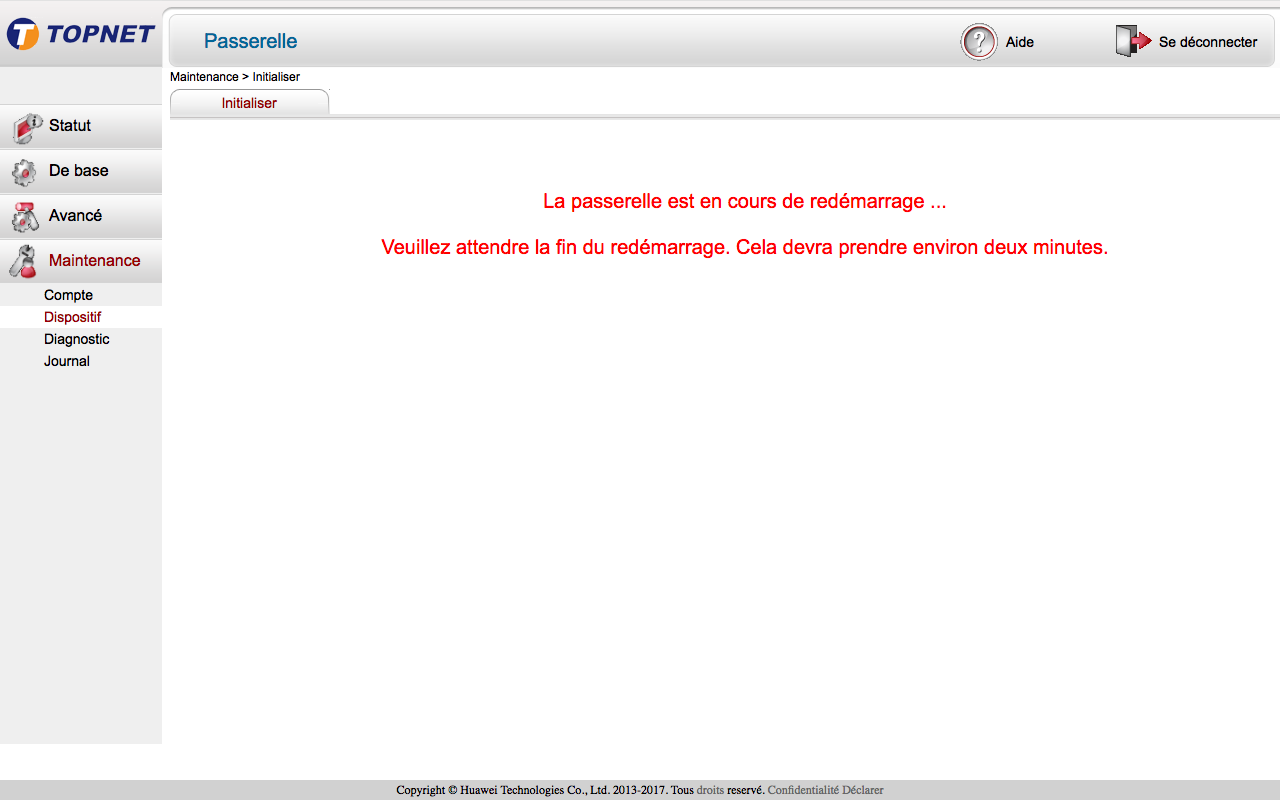 TOPNET
Passerelle
Aide
Se déconnecter
Maintenance > Initialiser
Initialiser
Statut
De base
Avancé
Maintenance
Compte
Dispositif
Diagnostic
Journal
La passerelle est en cours de redémarrage ...
Veuillez attendre la fin du redémarrage. Cela devra prendre environ deux minutes.
Copyright © Huawei Technologies Co., Ltd. 2013-2017. Tous droits reservé. Confidentialité Déclarer